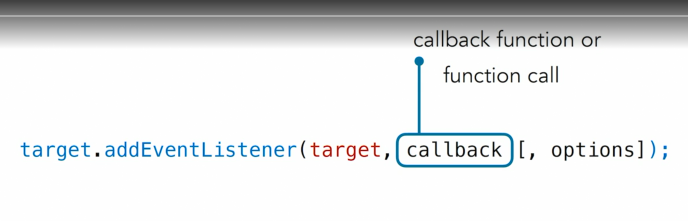 callback function or
function call
target.addEventListener(target, callback [, options]);